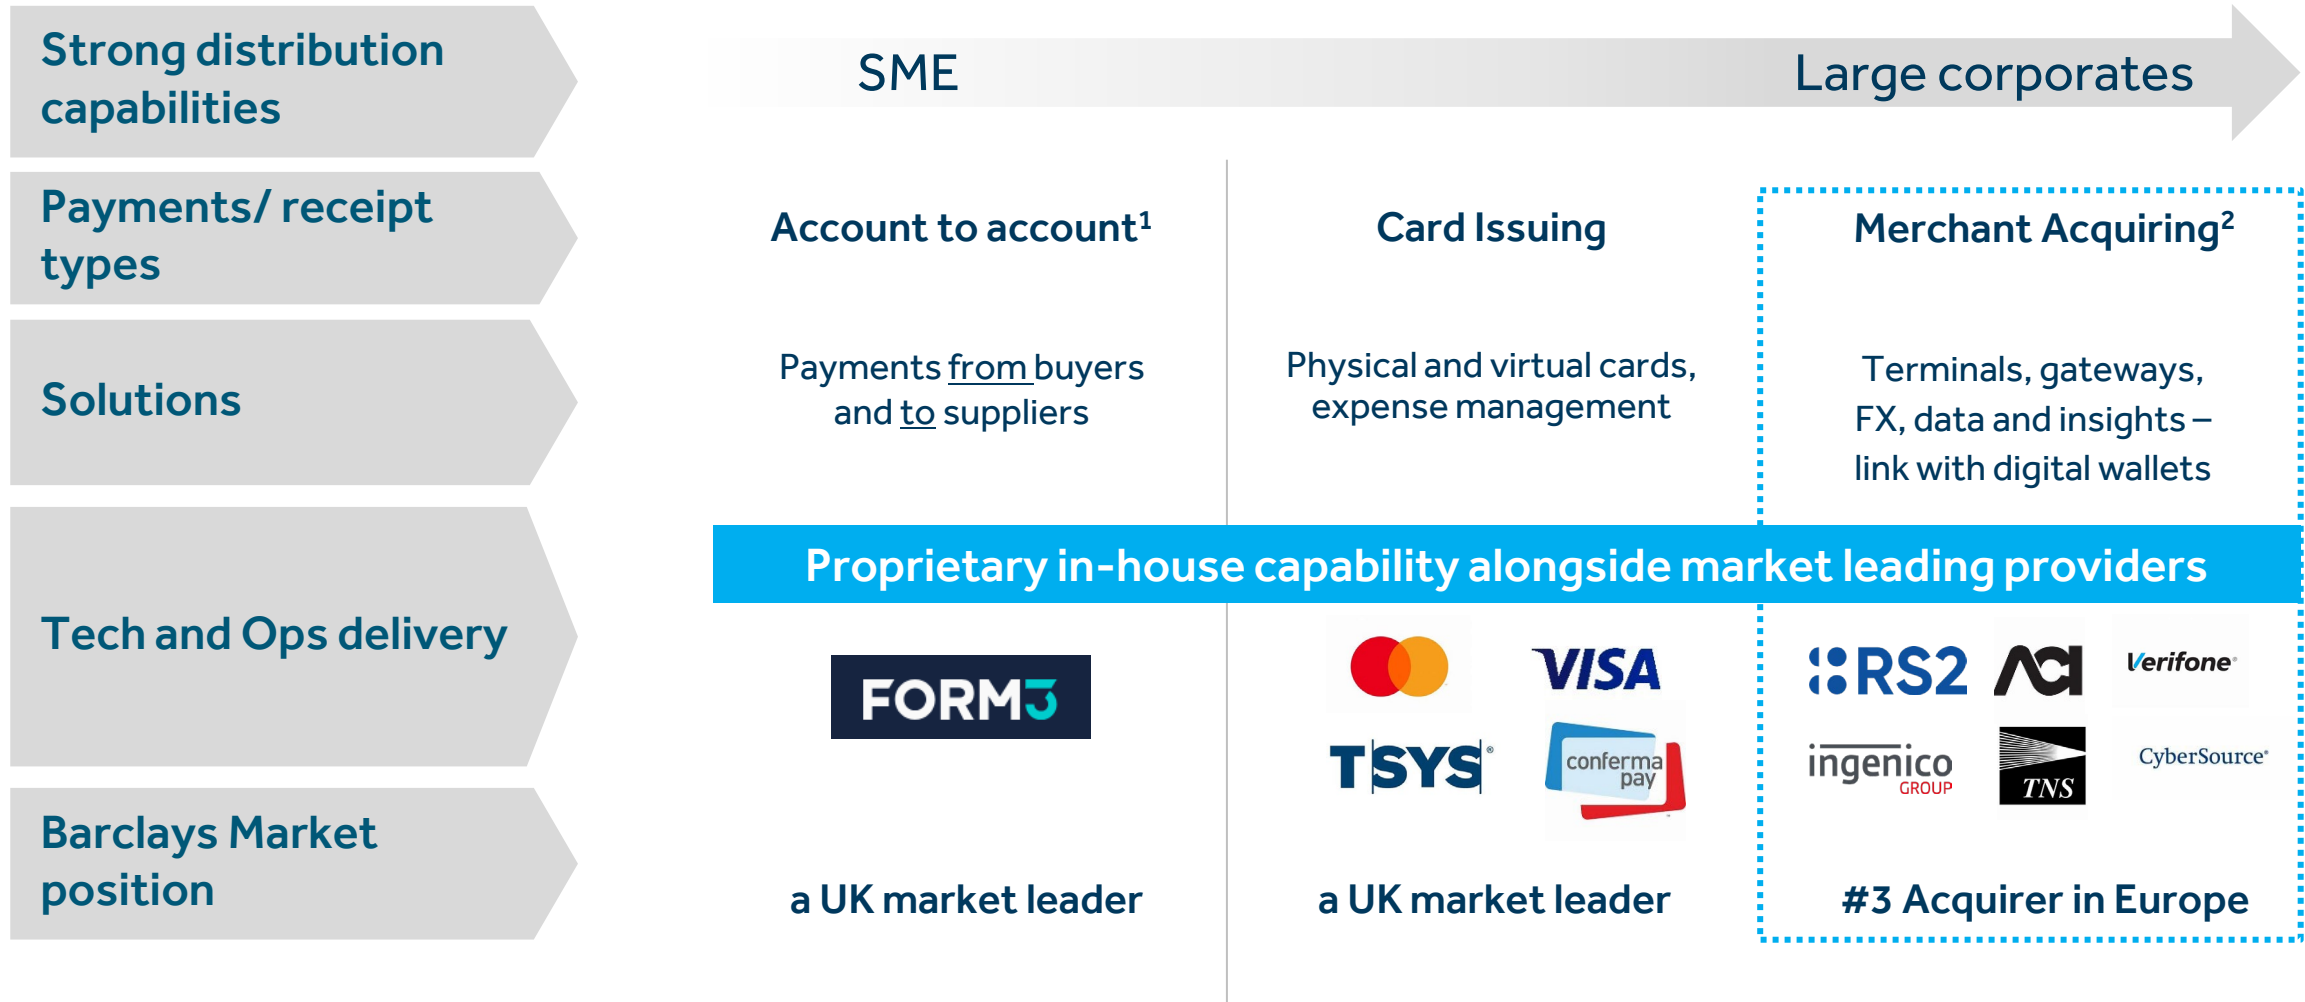 Strong distribution
capabilities
SME
Large corporates
Payments/ receipt
types
Account to account¹
Card Issuing
Merchant Acquiring²
Solutions
Payments from buyers
and to suppliers
Physical and virtual cards,
expense management
Terminals, gateways,
FX, data and insights –
link with digital wallets
Tech and Ops delivery
Proprietary in-house capability alongside market leading providers
FORM3
VISA
TSYS®
conferma
pay
RS2
ACI
Verifone®
ingenico
GROUP
TNS
CyberSource®
Barclays Market
position
a UK market leader
a UK market leader
#3 Acquirer in Europe